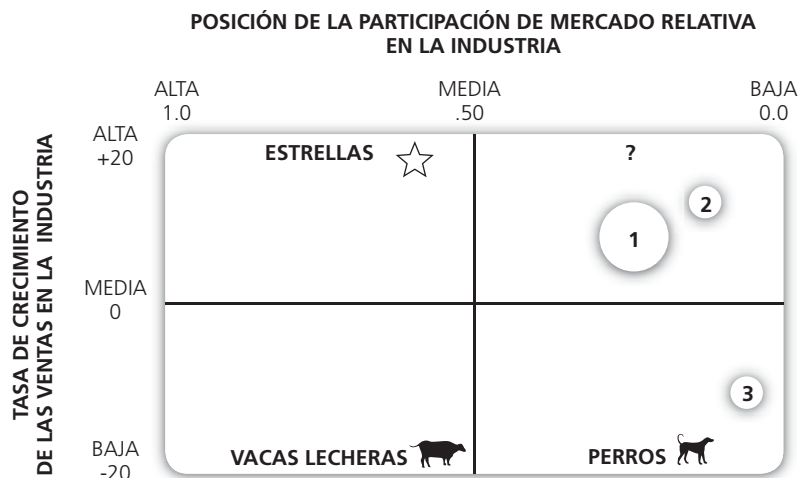 POSICIÓN DE LA PARTICIPACIÓN DE MERCADO RELATIVA
EN LA INDUSTRIA
ALTA
1.0
MEDIA
.50
BAJA
0.0
TASA DE CRECIMIENTO
DE LAS VENTAS EN LA INDUSTRIA
ALTA
+20
ESTRELLAS
?
2
1
MEDIA
0
3
BAJA
-20
VACAS LECHERAS
PERROS